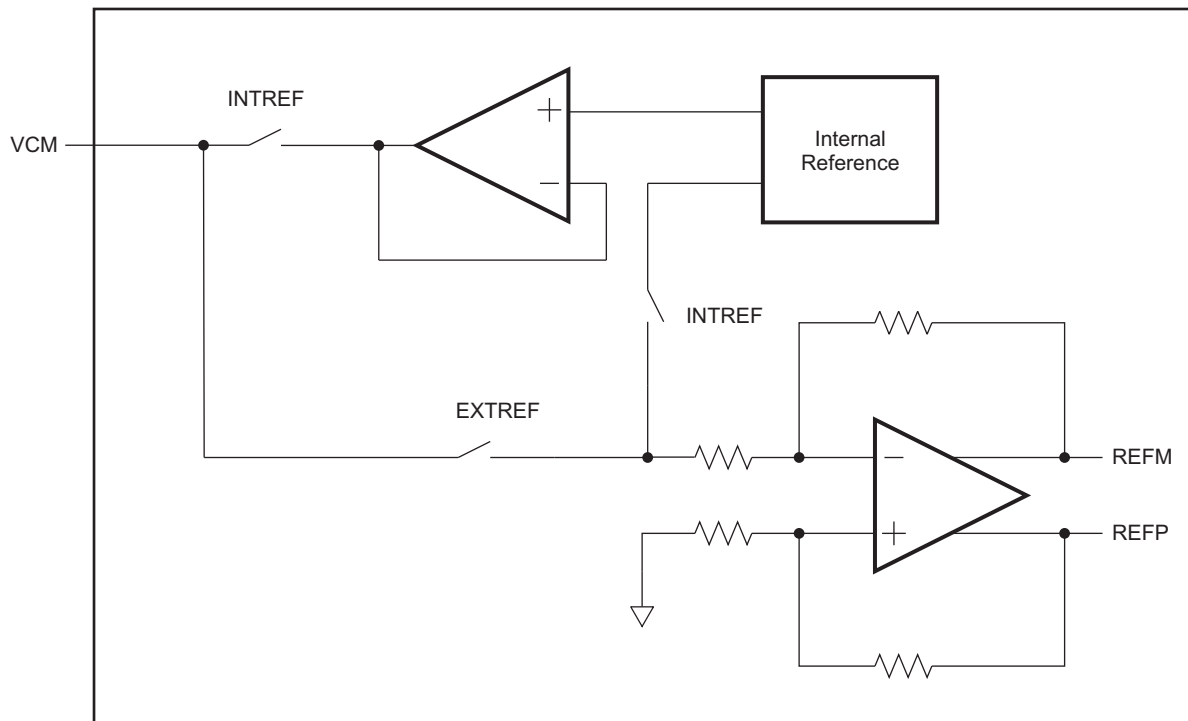 INTREF
VCM
+
−
Internal
Reference
INTREF
EXTREF
−
REFM
+
REFP